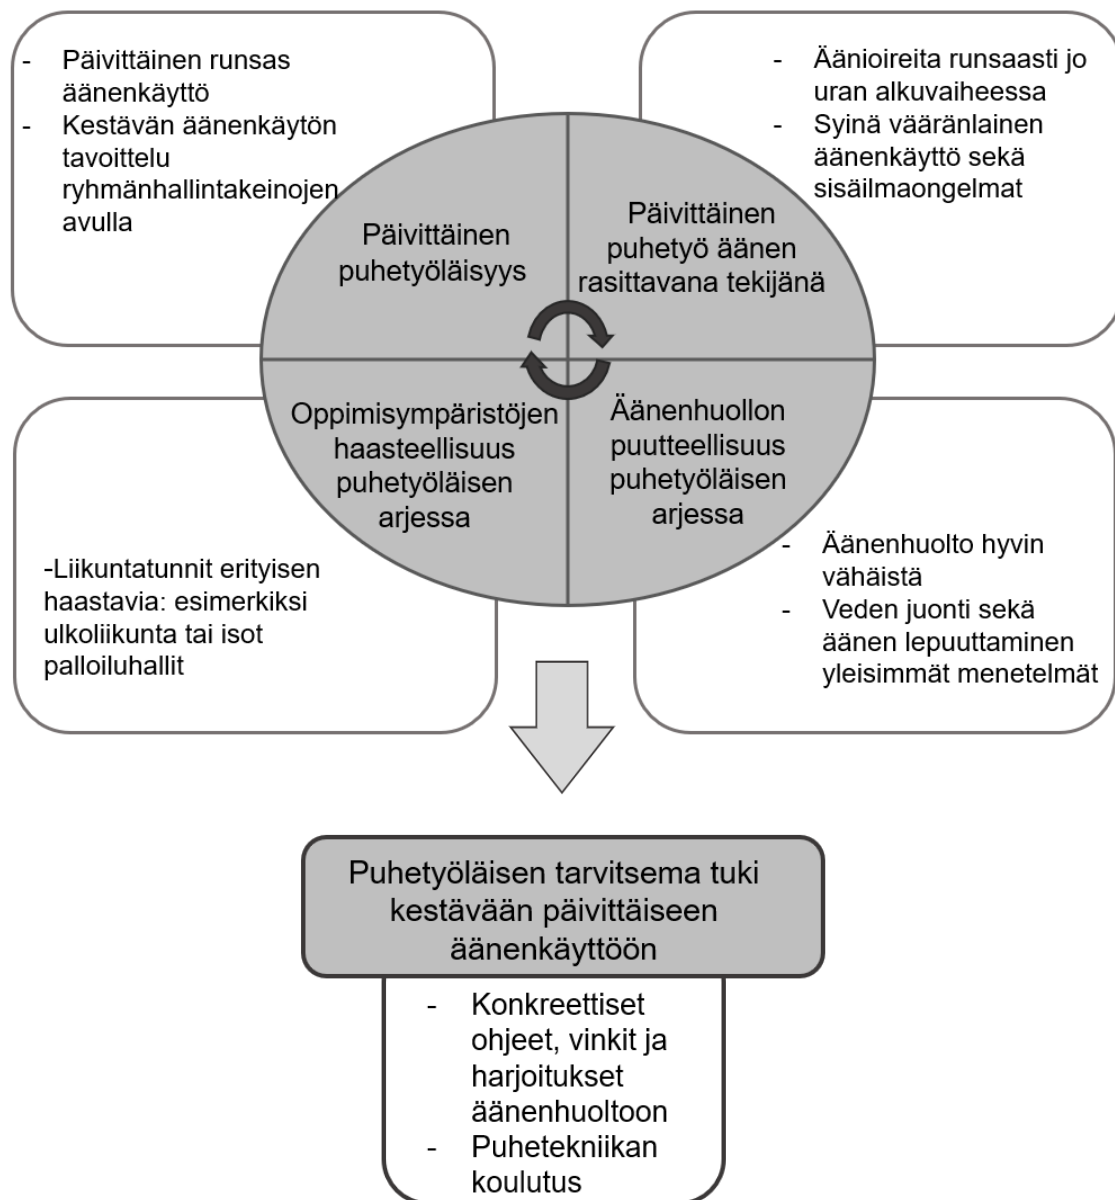 - Päivittäinen runsas
äänenkäyttö
- Kestävän äänenkäytön
tavoittelu
ryhmänhallintakeinojen
avulla
- Äänioireita runsaasti jo
uran alkuvaiheessa
- Syinä vääränlainen
äänenkäyttö sekä
sisäilmaongelmat
Päivittäinen
puhetyöläisyys
Päivittäinen
puhetyö äänen
rasittavana tekijänä
Oppimisympäristöjen
haasteellisuus
puhetyöläisen
arjessa
Äänenhuollon
puutteellisuus
puhetyöläisen
arjessa
-Liikuntatunnit erityisen
haastavia: esimerkiksi
ulkoliikunta tai isot
palloiluhallit
- Äänenhuolto hyvin
vähäistä
- Veden juonti sekä
äänen lepuuttaminen
yleisimmät menetelmät
Puhetyöläisen tarvitsema tuki
kestävään päivittäiseen
äänenkäyttöön
- Konkreettiset
ohjeet, vinkit ja
harjoitukset
äänenhuoltoon
- Puhetekniikan
koulutus